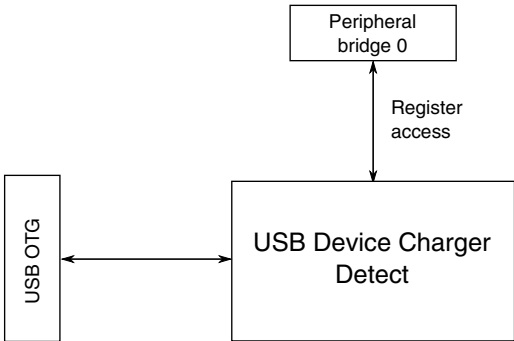 Peripheral
bridge 0
Register
access
USB OTG
USB Device Charger
Detect